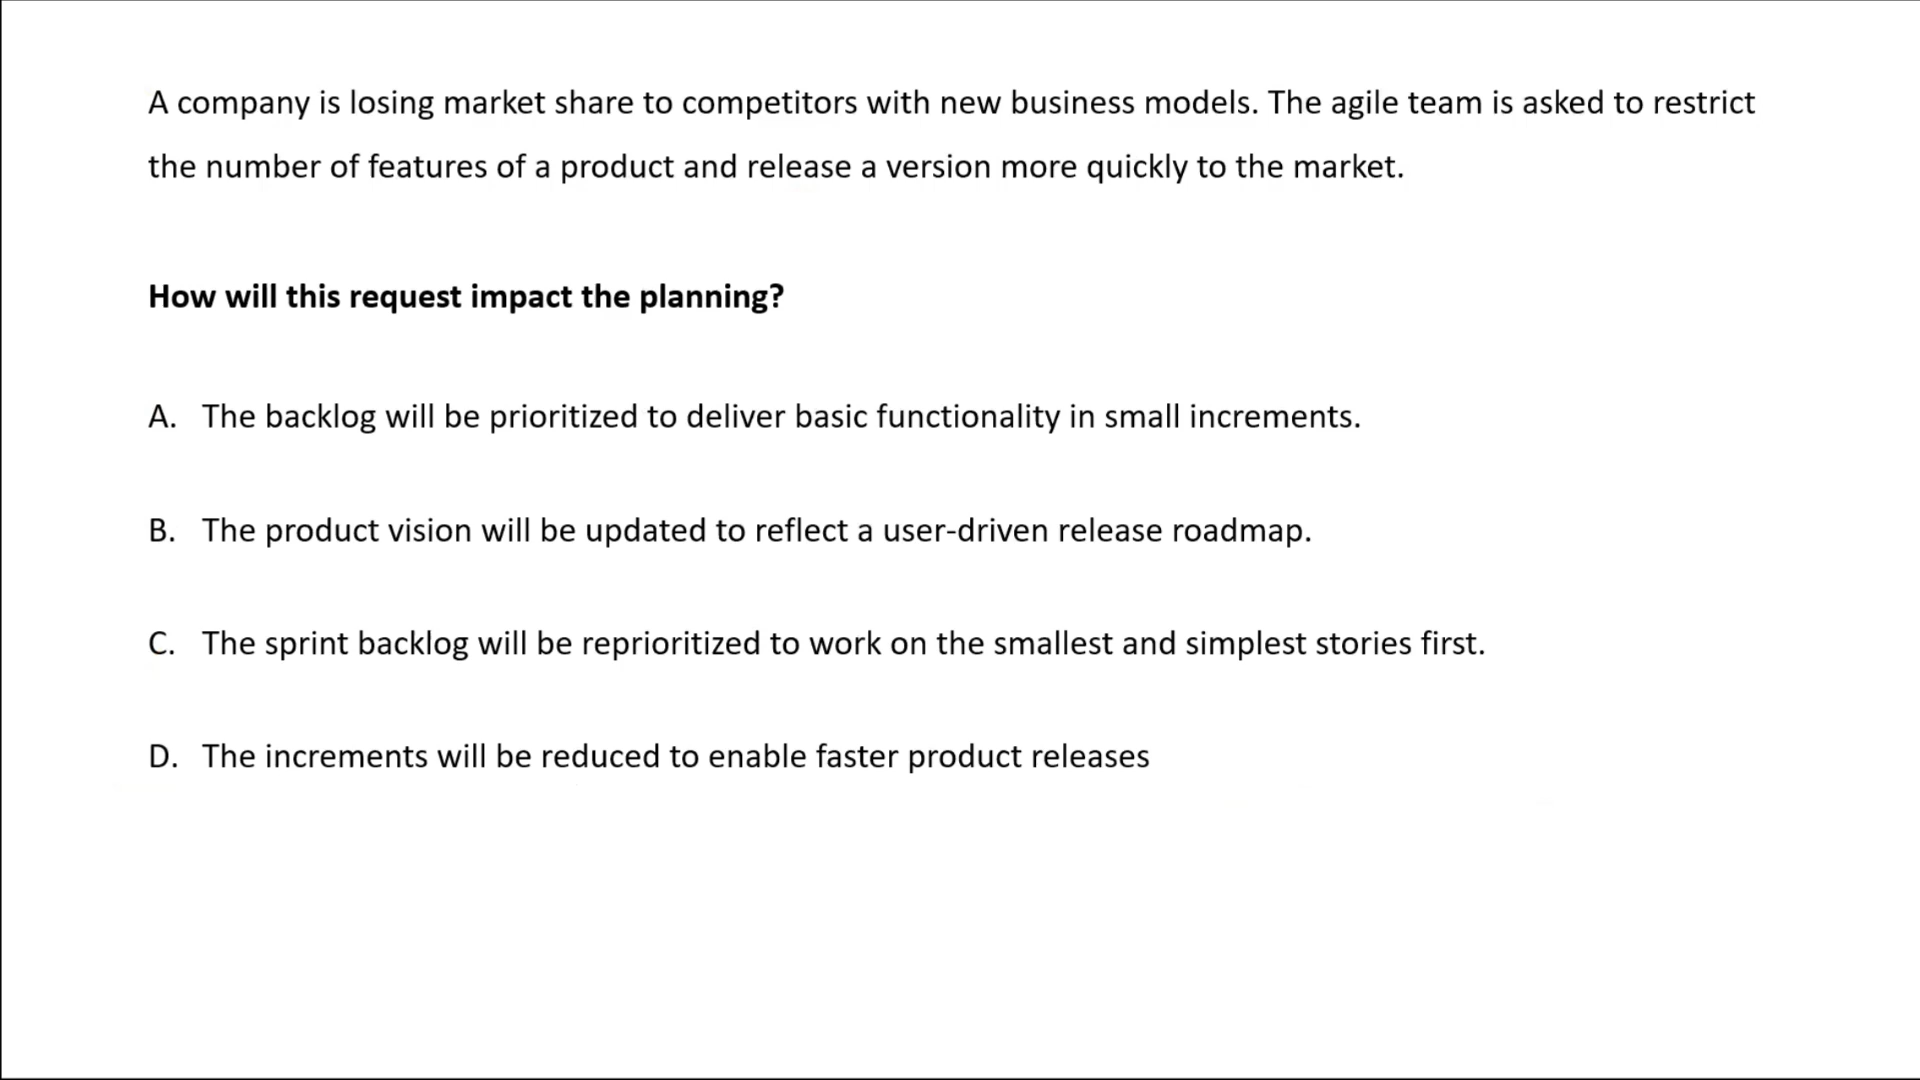 A company is losing market share to competitors with new business models. The agile team is asked to restrict
the number of features of a product and release a version more quickly to the market.
How will this request impact the planning?
A. The backlog will be prioritized to deliver basic functionality in small increments.
B. The product vision will be updated to reflect a user-driven release roadmap.
C. The sprint backlog will be reprioritized to work on the smallest and simplest stories first.
D. The increments will be reduced to enable faster product releases